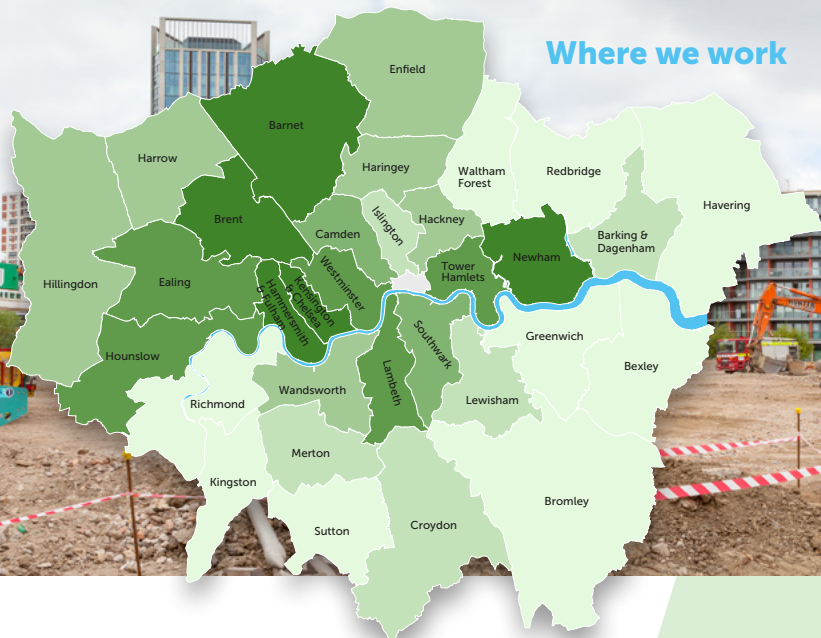 Where we work
Enfield
Barnet
Harrow
Haringey
Waltham
Forest
Redbridge
Havering
Islington
Hackney
Brent
Camden
Barking &
Dagenham
Newham
Tower
Hamlets
Westminster
Kensington
& Chelsea
Hammersmith
& Fulham
Ealing
Hillingdon
Hounslow
Greenwich
Southwark
Bexley
Lambeth
Wandsworth
Lewisham
Richmond
Merton
Kingston
Bromley
Croydon
Sutton